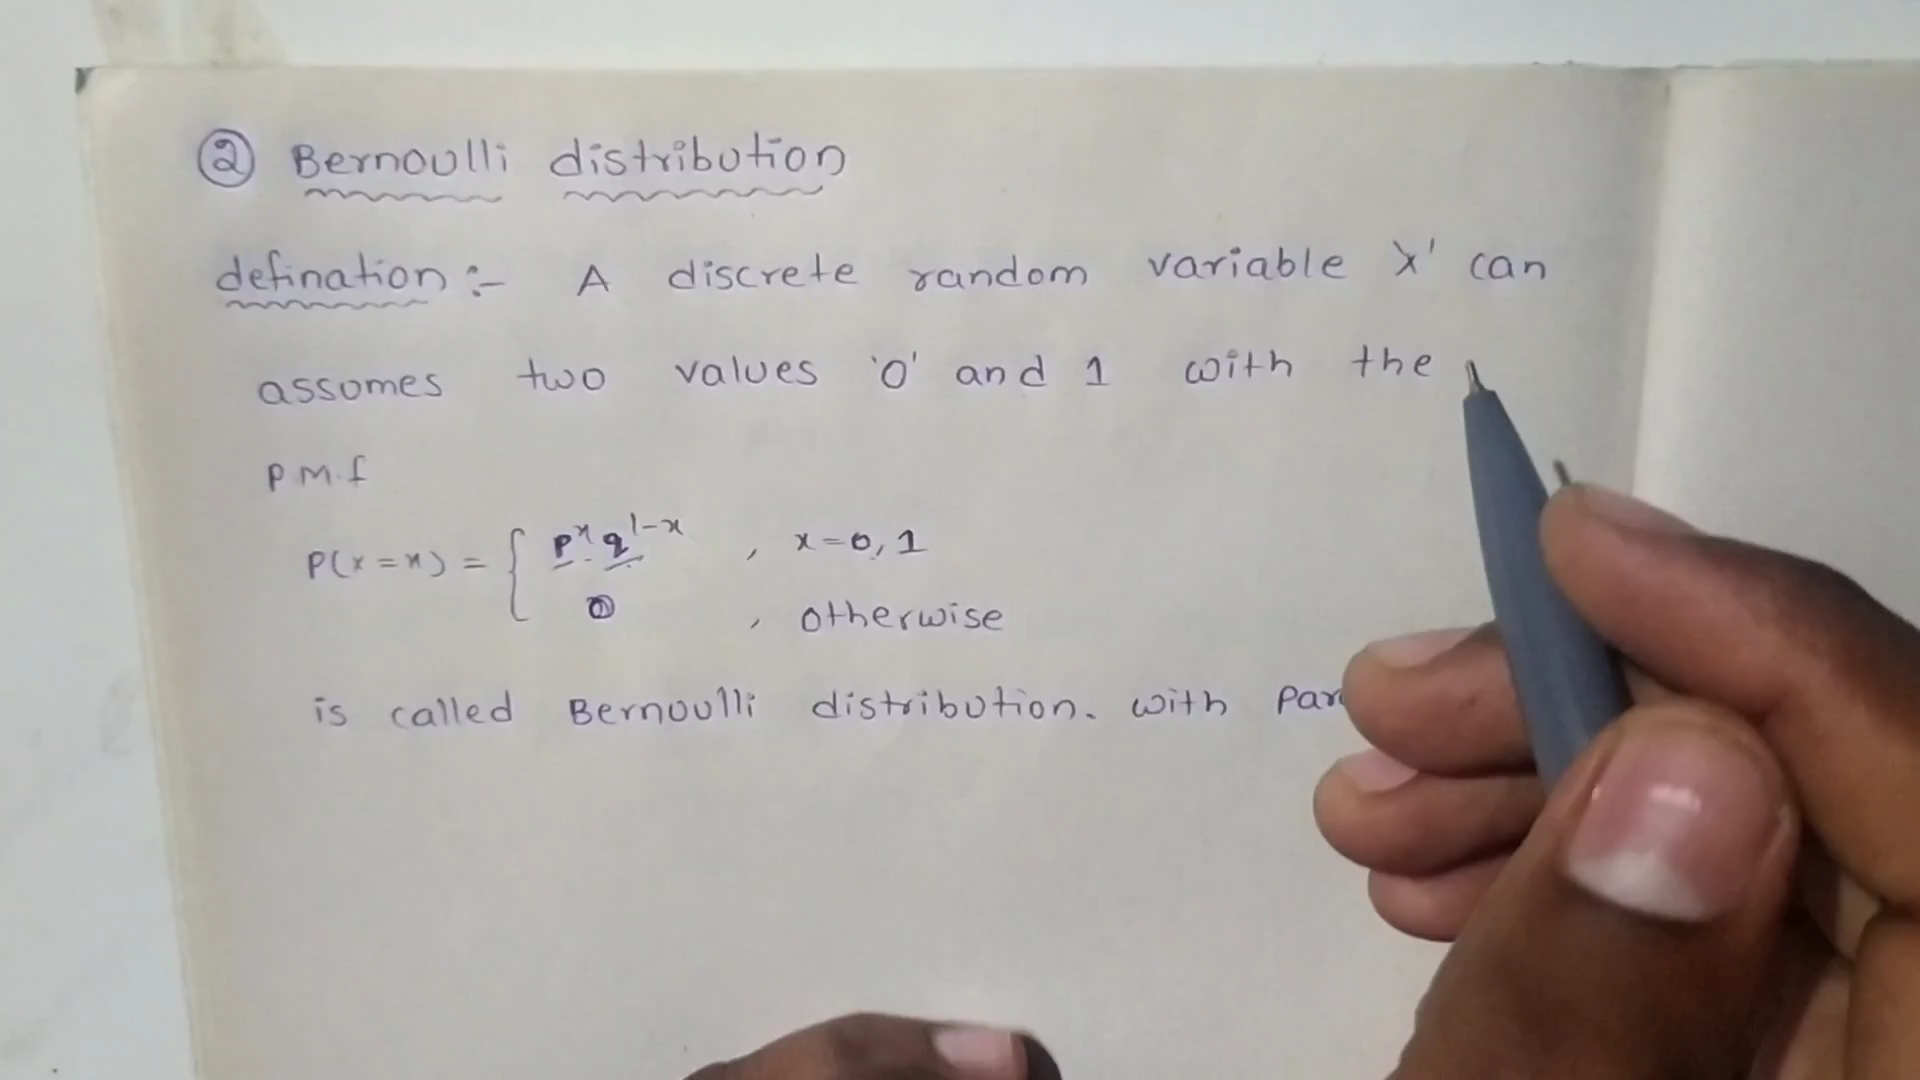 ② Bernoulli distribution
defination :- A discrete random variable X' can
assumes two values '0' and 1 with the
P.M.f
P(x=x) = { p^x q^1-x , x=0,1
0 , otherwise
is called Bernoulli distribution. with